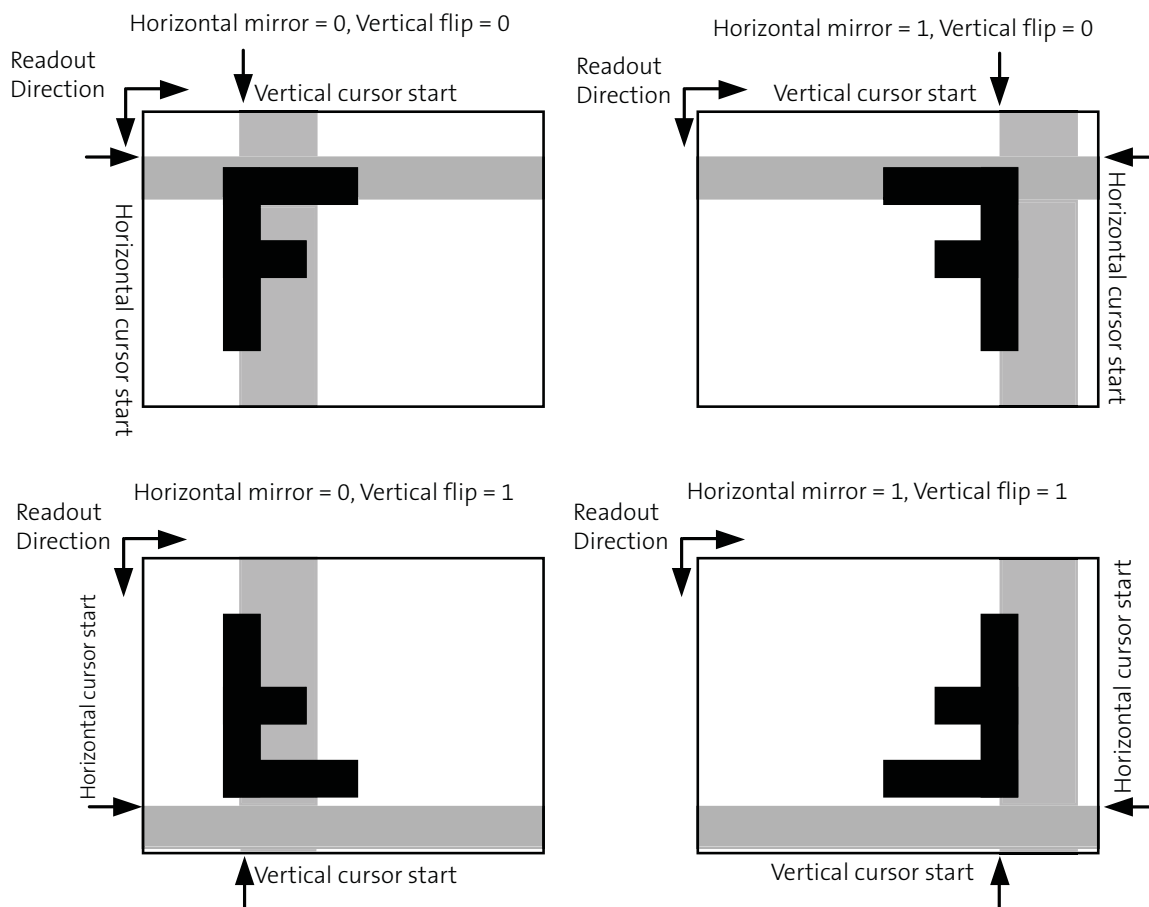 Horizontal mirror = 0, Vertical flip = 0
Readout
Direction
Vertical cursor start
Horizontal cursor start
Horizontal mirror = 1, Vertical flip = 0
Readout
Direction
Vertical cursor start
Horizontal cursor start
Horizontal mirror = 0, Vertical flip = 1
Readout
Direction
Horizontal cursor start
Vertical cursor start
Horizontal mirror = 1, Vertical flip = 1
Readout
Direction
Horizontal cursor start
Vertical cursor start